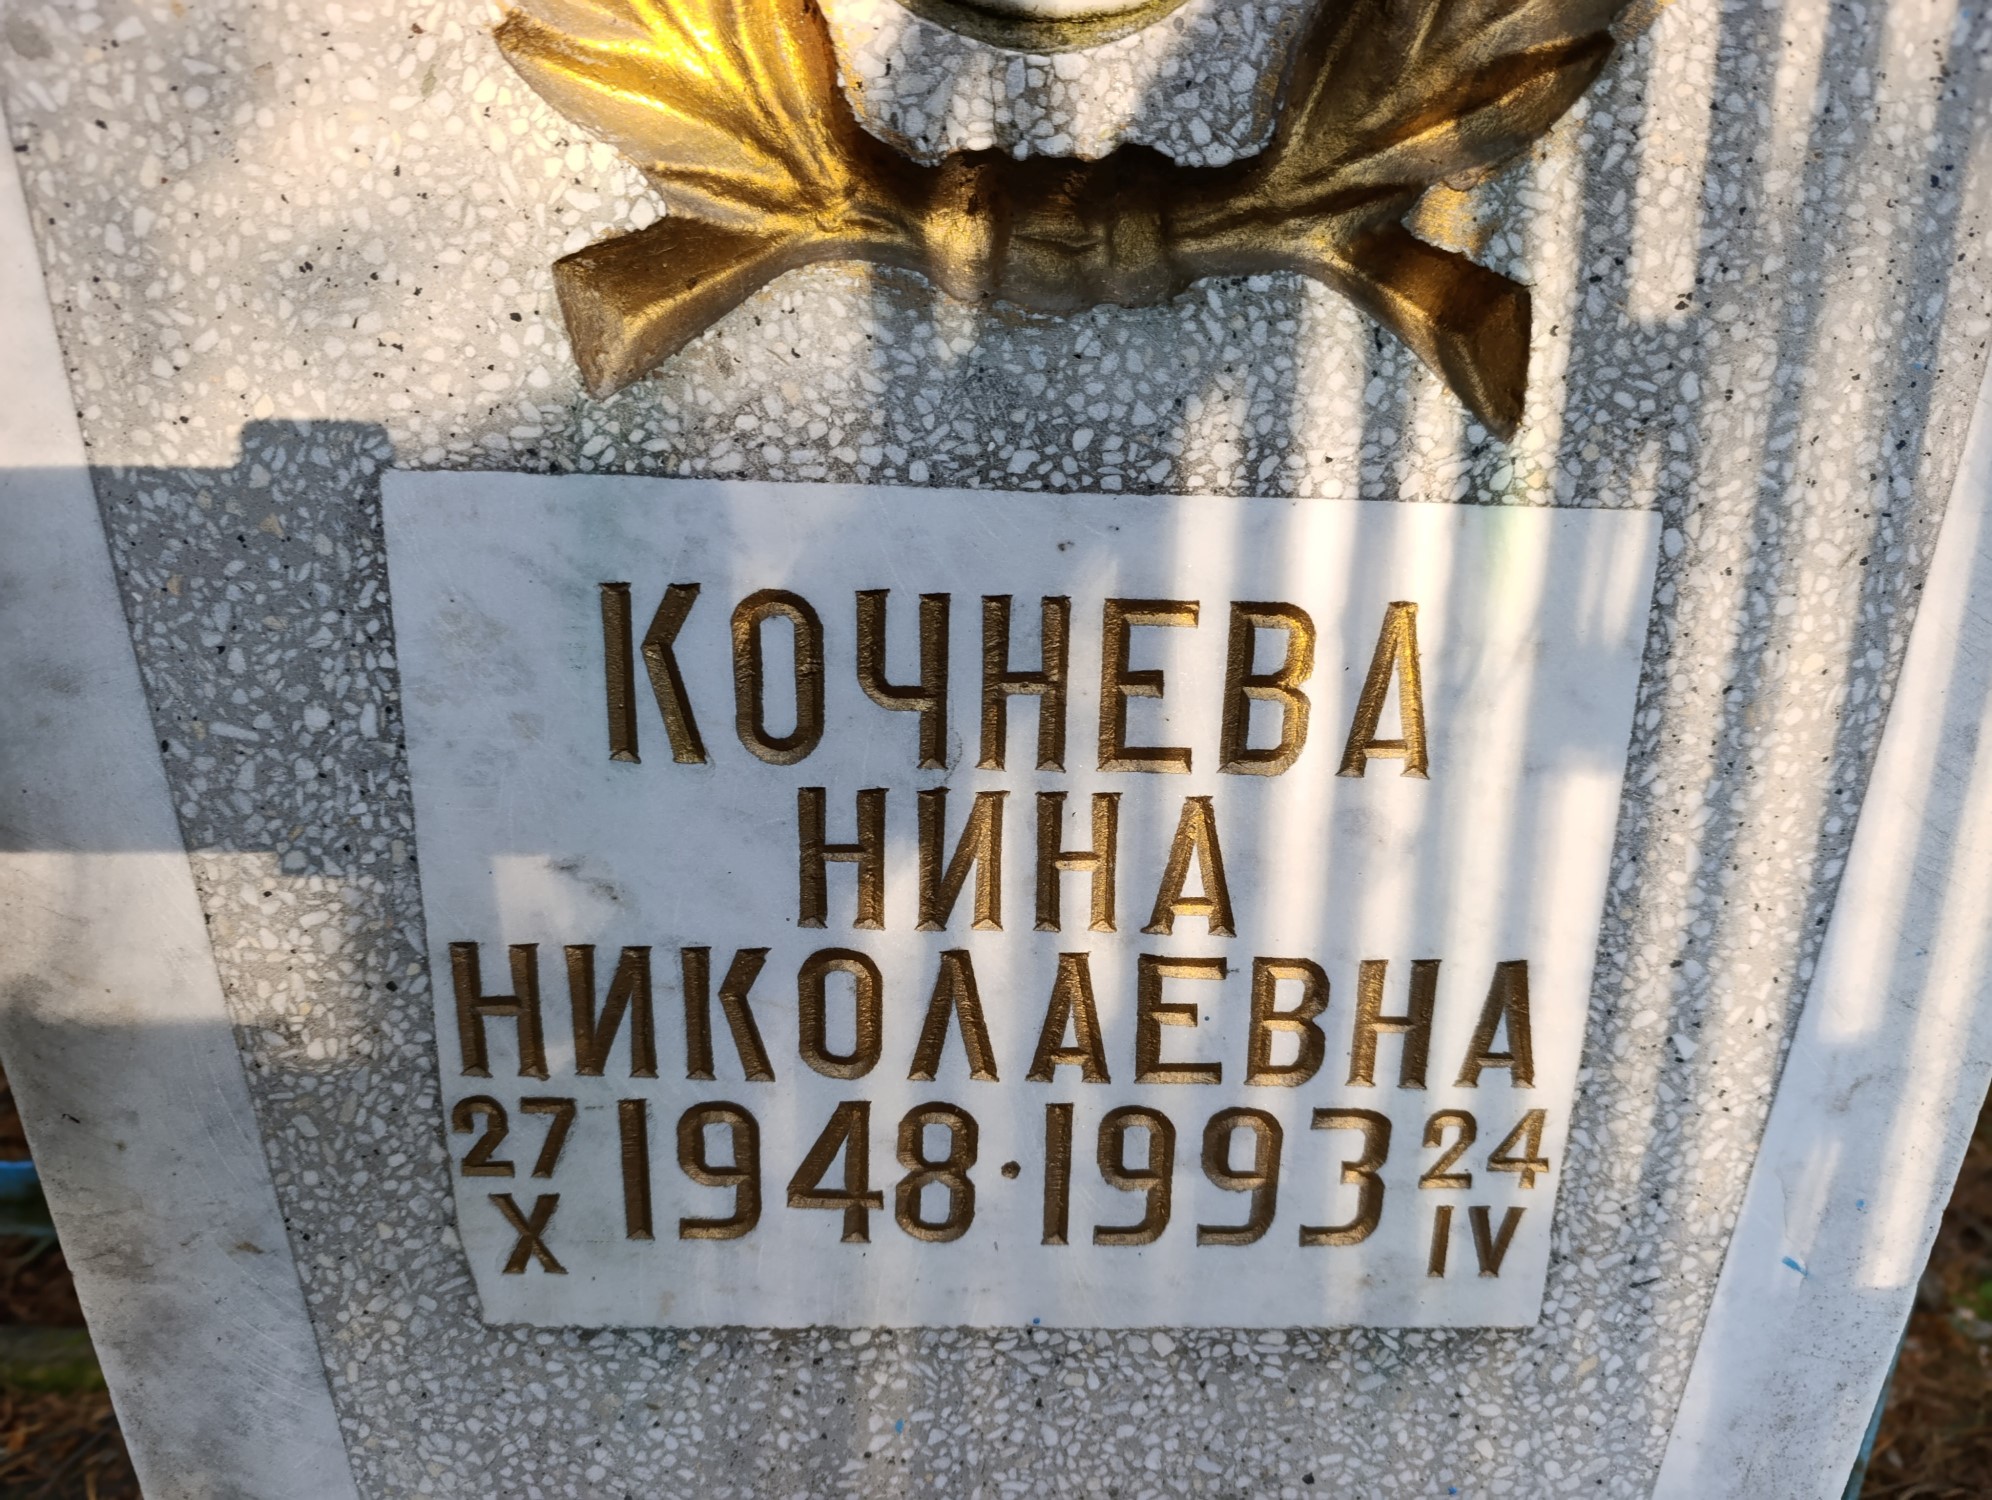 КОЧНЕВА
НИНА
НИКОЛАЕВНА
27 X 1948·1993 24 IV